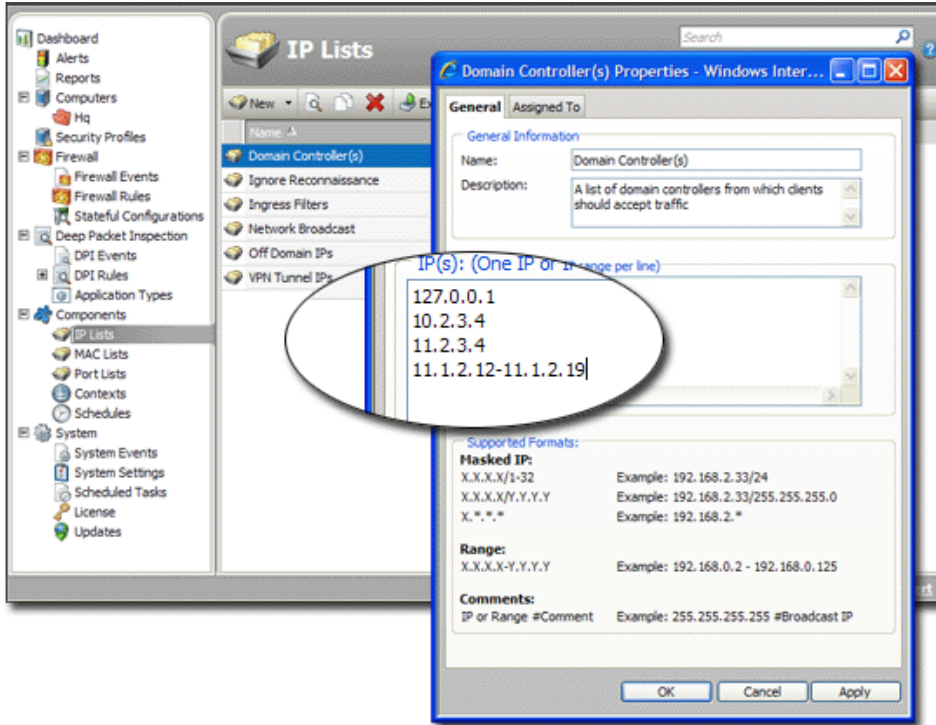 Dashboard
Alerts
Reports
Computers
Hq
Security Profiles
Firewall
Firewall Events
Firewall Rules
Stateful Configurations
Deep Packet Inspection
DPI Events
DPI Rules
Application Types
Components
IP Lists
MAC Lists
Port Lists
Contexts
Schedules
System
System Events
System Settings
Scheduled Tasks
License
Updates
IP Lists
Search
New
Name
Domain Controller(s)
Ignore Reconnaissance
Ingress Filters
Network Broadcast
Off Domain IPs
VPN Tunnel IPs
Domain Controller(s) Properties - Windows Inter...
General Assigned To
General Information
Name: Domain Controller(s)
Description: A list of domain controllers from which clients
should accept traffic
IP(s): (One IP or IP range per line)
127.0.0.1
10.2.3.4
11.2.3.4
11.1.2.12-11.1.2.19
Supported Formats:
Masked IP:
X.X.X.X/1-32 Example: 192.168.2.33/24
X.X.X.X/Y.Y.Y.Y Example: 192.168.2.33/255.255.255.0
X.*.*.* Example: 192.168.2.*
Range:
X.X.X.X-Y.Y.Y.Y Example: 192.168.0.2 - 192.168.0.125
Comments:
IP or Range #Comment Example: 255.255.255.255 #Broadcast IP
OK Cancel Apply